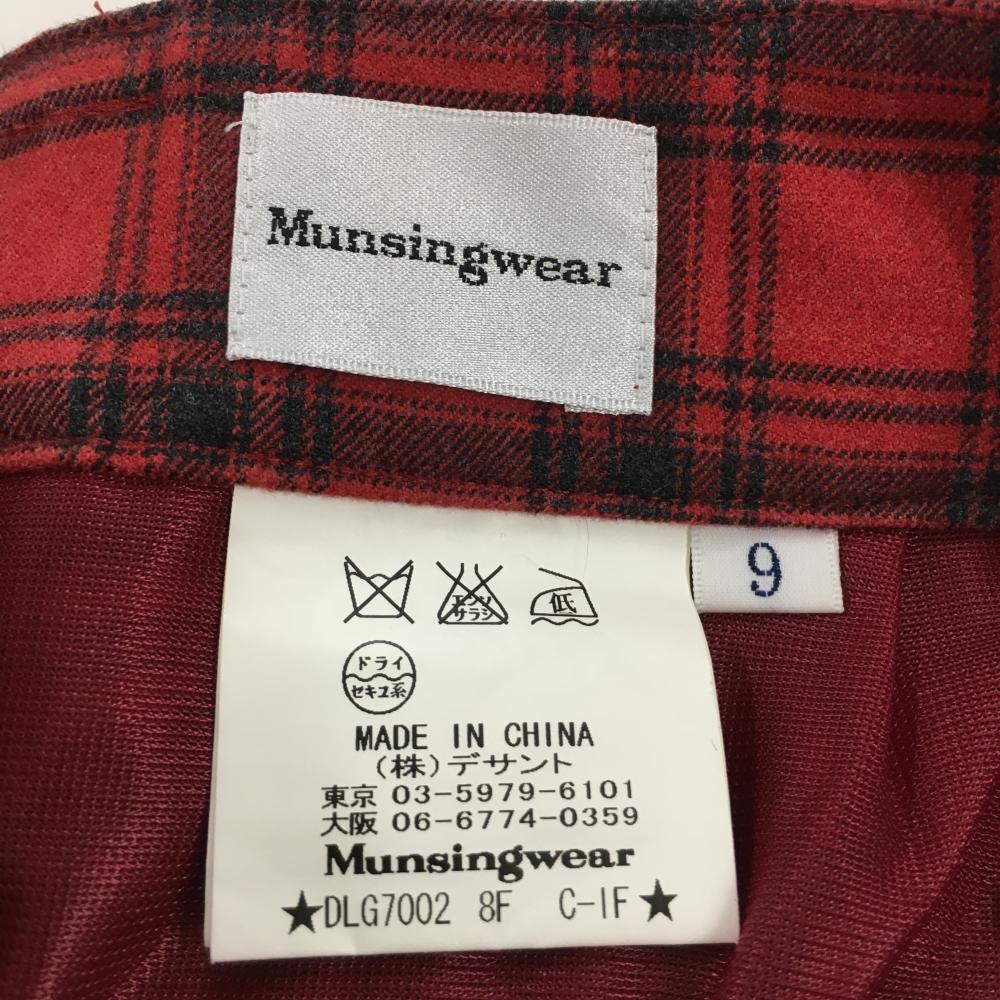 Munsingwear
9
エンソ
サラシ
低
ドライ
セキユ系
MADE IN CHINA
(株)デサント
東京 03-5979-6101
大阪 06-6774-0359
Munsingwear
★DLG7002 8F C-IF★